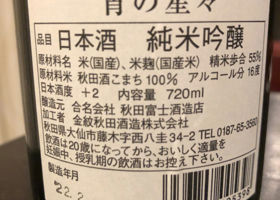 宵の星々
品目 日本酒 純米吟醸
原材料名 米(国産)、米麹(国産米) 精米歩合 55%
原料米 秋田酒こまち100% アルコール分 16度
日本酒度 +2 内容量 720ml
醸造元 合名会社 秋田富士酒造店
加工者 金紋秋田酒造株式会社
秋田県大仙市藤木字西八圭34-2 TEL 0187-65-3560
飲酒は20歳になってから。おいしく適量を
妊娠中、授乳期の飲酒はお控え下さい。
製造年月
22.2